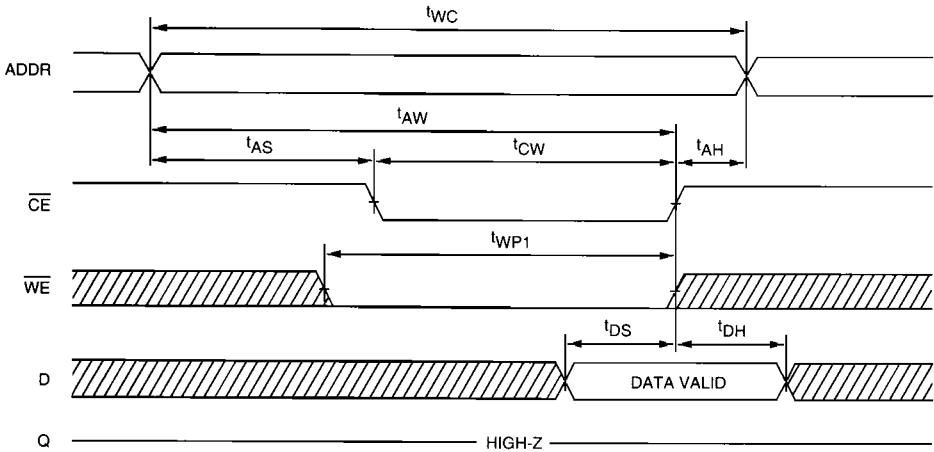 tWC
ADDR
tAW
tAS tCW tAH
CE
tWP1
WE
tDS tDH
D DATA VALID
Q HIGH-Z